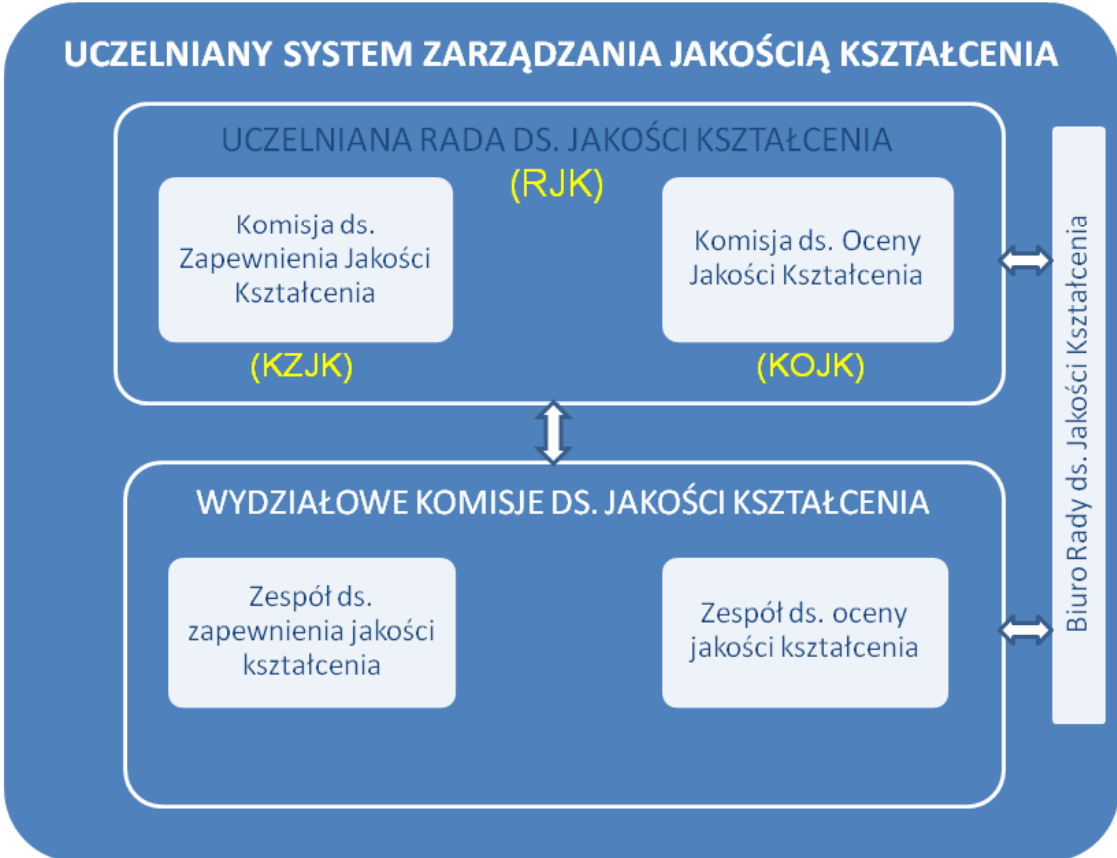 UCZELNIANY SYSTEM ZARZĄDZANIA JAKOŚCIĄ KSZTAŁCENIA
UCZELNIANA RADA DS. JAKOŚCI KSZTAŁCENIA
(RJK)
Komisja ds.
Zapewnienia Jakości
Kształcenia
(KZJK)
Komisja ds. Oceny
Jakości Kształcenia
(KOJK)
WYDZIAŁOWE KOMISJE DS. JAKOŚCI KSZTAŁCENIA
Zespół ds.
zapewnienia jakości
kształcenia
Zespół ds. oceny
jakości kształcenia
Biuro Rady ds. Jakości Kształcenia